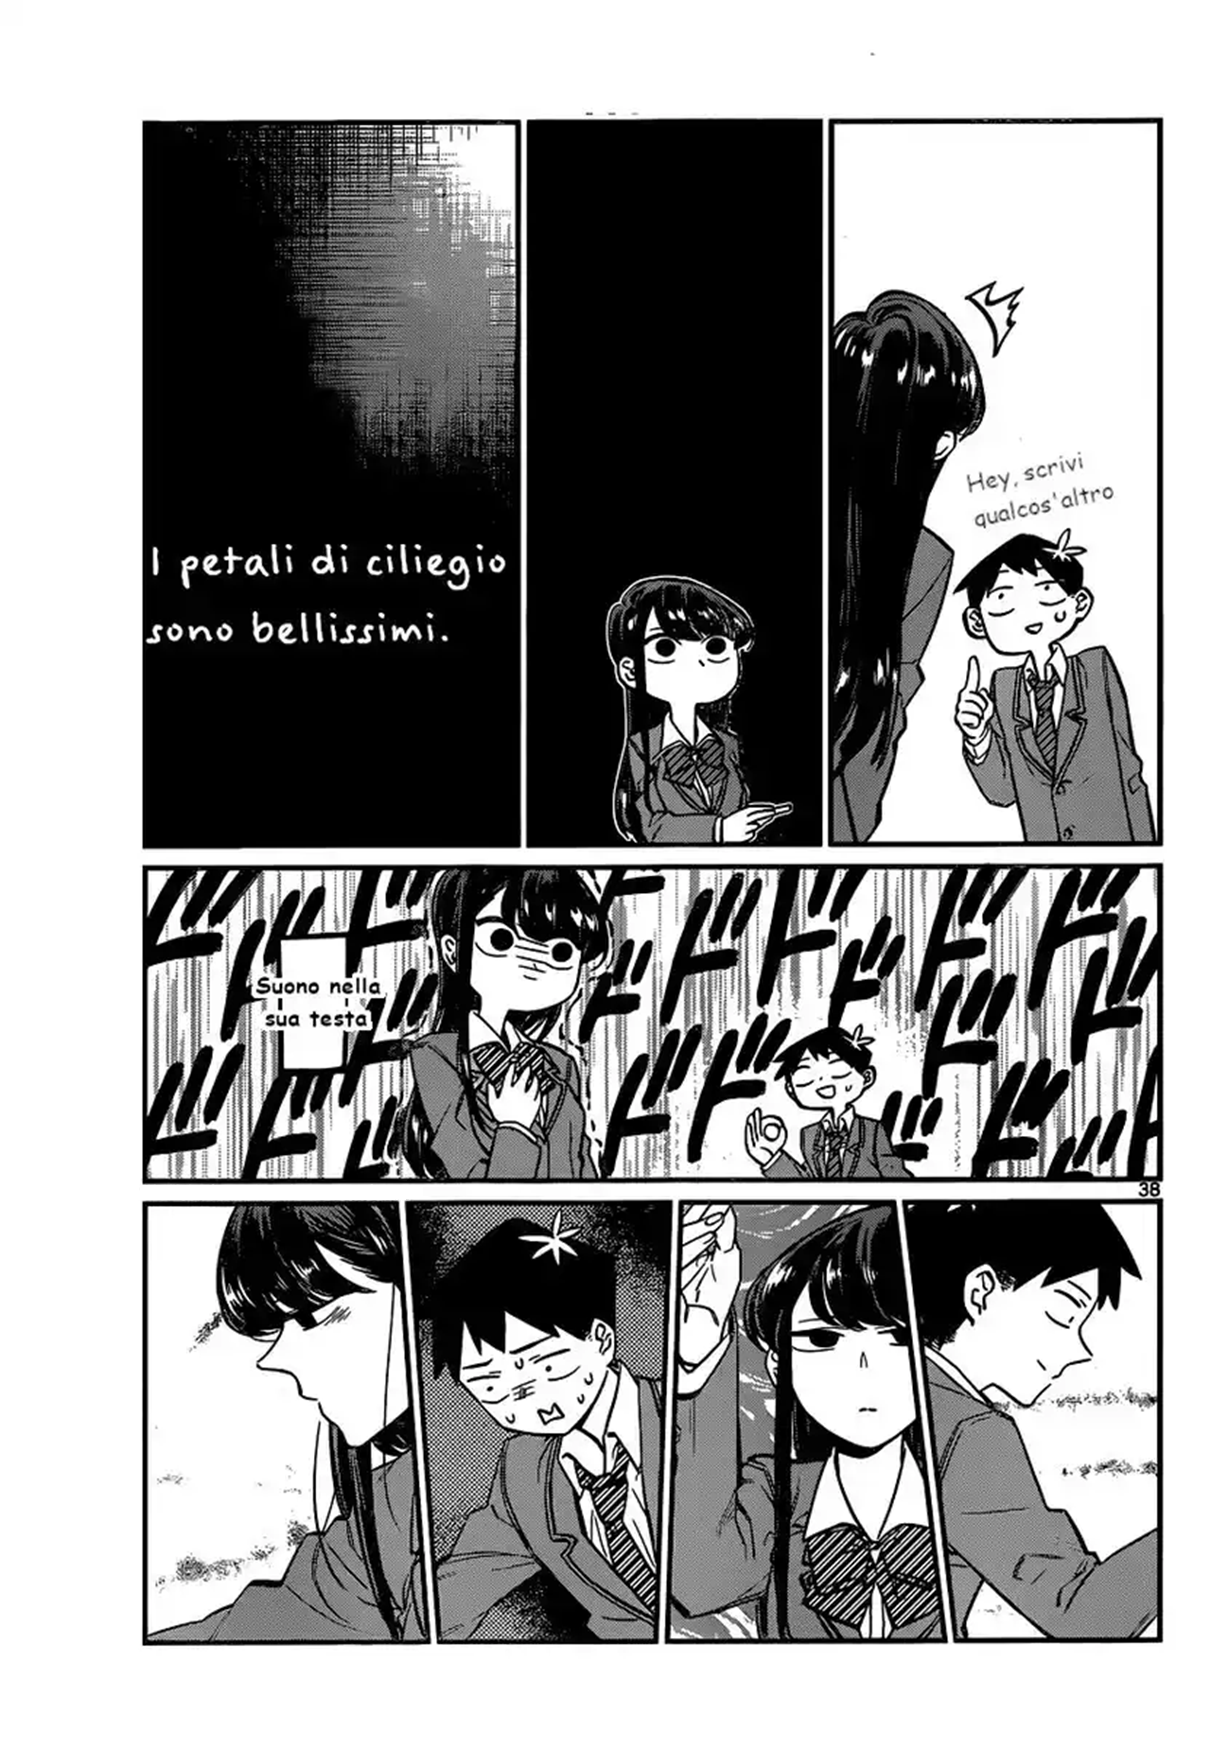 Hey, scrivi
qualcos'altro
I petali di ciliegio
sono bellissimi.
ドドドドドドドドドドドドドドドドド
Suono nella
sua testa
38